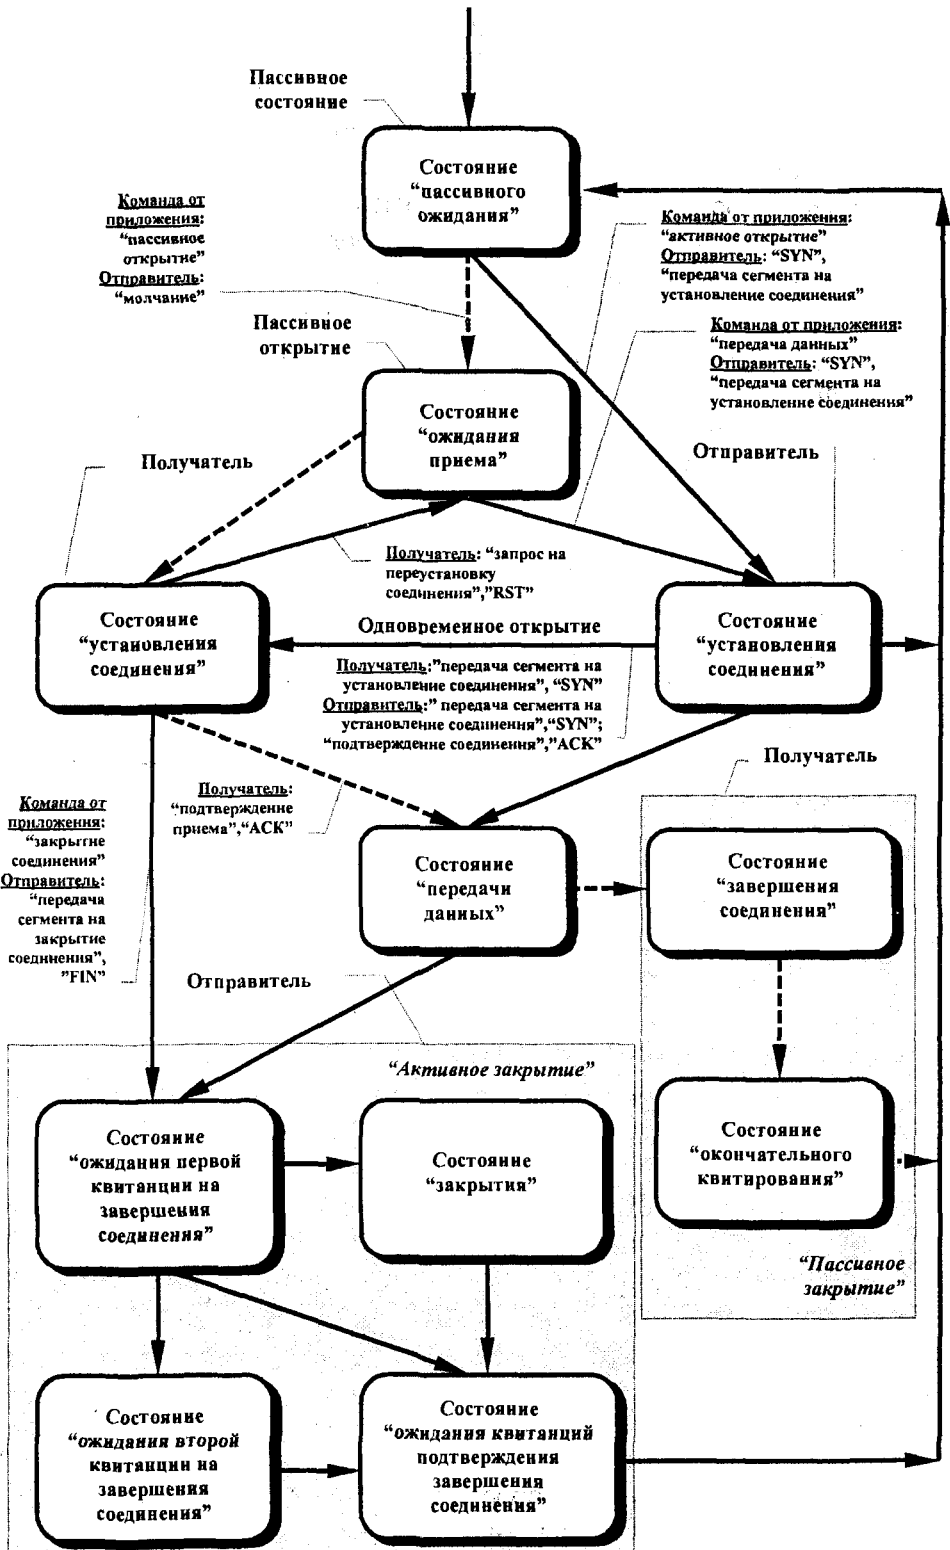 Пассивное
состояние
Состояние
“пассивного
ожидания”
Команда от
приложения:
“пассивное
открытие”
Отправитель:
“молчание”
Команда от приложения:
“активное открытие”
Отправитель: “SYN”,
“передача сегмента на
установление соединения”
Пассивное
открытие
Команда от приложения:
“передача данных”
Отправитель: “SYN”,
“передача сегмента на
установление соединения”
Состояние
“ожидания
приема”
Получатель
Отправитель
Получатель: “запрос на
переустановку
соединения”,”RST”
Состояние
“установления
соединения”
Одновременное открытие
Состояние
“установления
соединения”
Получатель:”передача сегмента на
установление соединения”, “SYN”
Отправитель:” передача сегмента на
установление соединения”,“SYN”;
“подтверждение соединения”,”ACK”
Получатель
Команда от
приложения:
“закрытие
соединения”
Отправитель:
“передача
сегмента на
закрытие
соединения”,
”FIN”
Получатель:
“подтверждение
приема”,“ACK”
Состояние
“передачи
данных”
Состояние
“завершения
соединения”
Отправитель
“Активное закрытие”
Состояние
“ожидания первой
квитанции на
завершения
соединения”
Состояние
“закрытия”
Состояние
“окончательного
квитирования”
“Пассивное
закрытие”
Состояние
“ожидания второй
квитанции на
завершения
соединения”
Состояние
“ожидания квитанций
подтверждения
завершения
соединения”